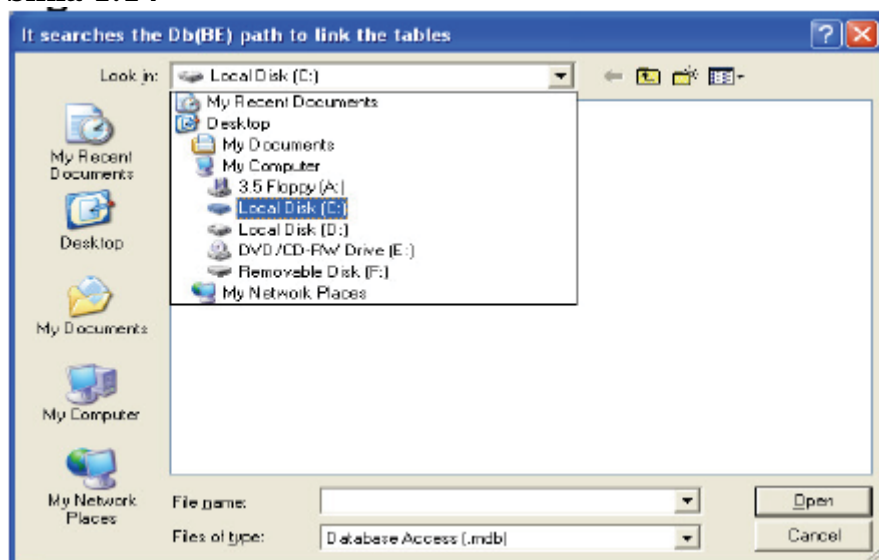 It searches the Db(BE) path to link the tables
Look in: Local Disk (C:)
My Recent Documents
Desktop
My Documents
My Computer
3.5 Floppy (A:)
Local Disk (C:)
Local Disk (D:)
DVD/CD-RW Drive (E:)
Removable Disk (F:)
My Network Places
My Recent
Documents
Desktop
My Documents
My Computer
My Network
Places
File name:
Open
Files of type: Database Access (.mdb)
Cancel